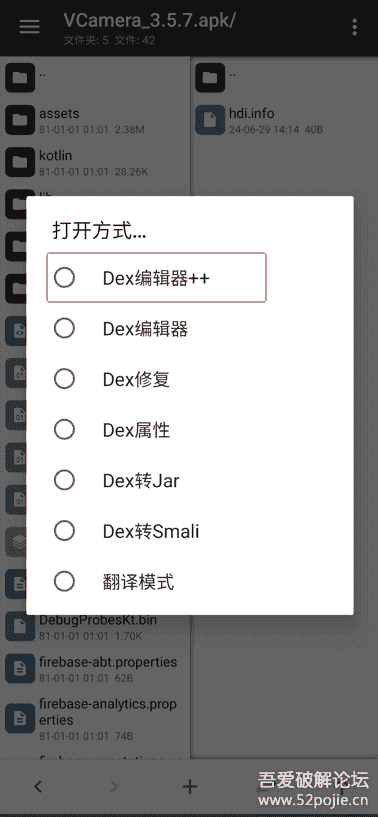 VCamera_3.5.7.apk/
文件夹: 5 文件: 42
..
assets
81-01-01 01:01 2.38M
kotlin
81-01-01 01:01 28.26K
lib
..
hdi.info
24-06-29 14:14 40B
打开方式...
Dex编辑器++
Dex编辑器
Dex修复
Dex属性
Dex转Jar
Dex转Smali
翻译模式
DebugProbesKt.bin
81-01-01 01:01 1.70K
firebase-abt.properties
81-01-01 01:01 62B
firebase-analytics.prop
erties
81-01-01 01:01 74B
吾爱破解论坛
www.52pojie.cn